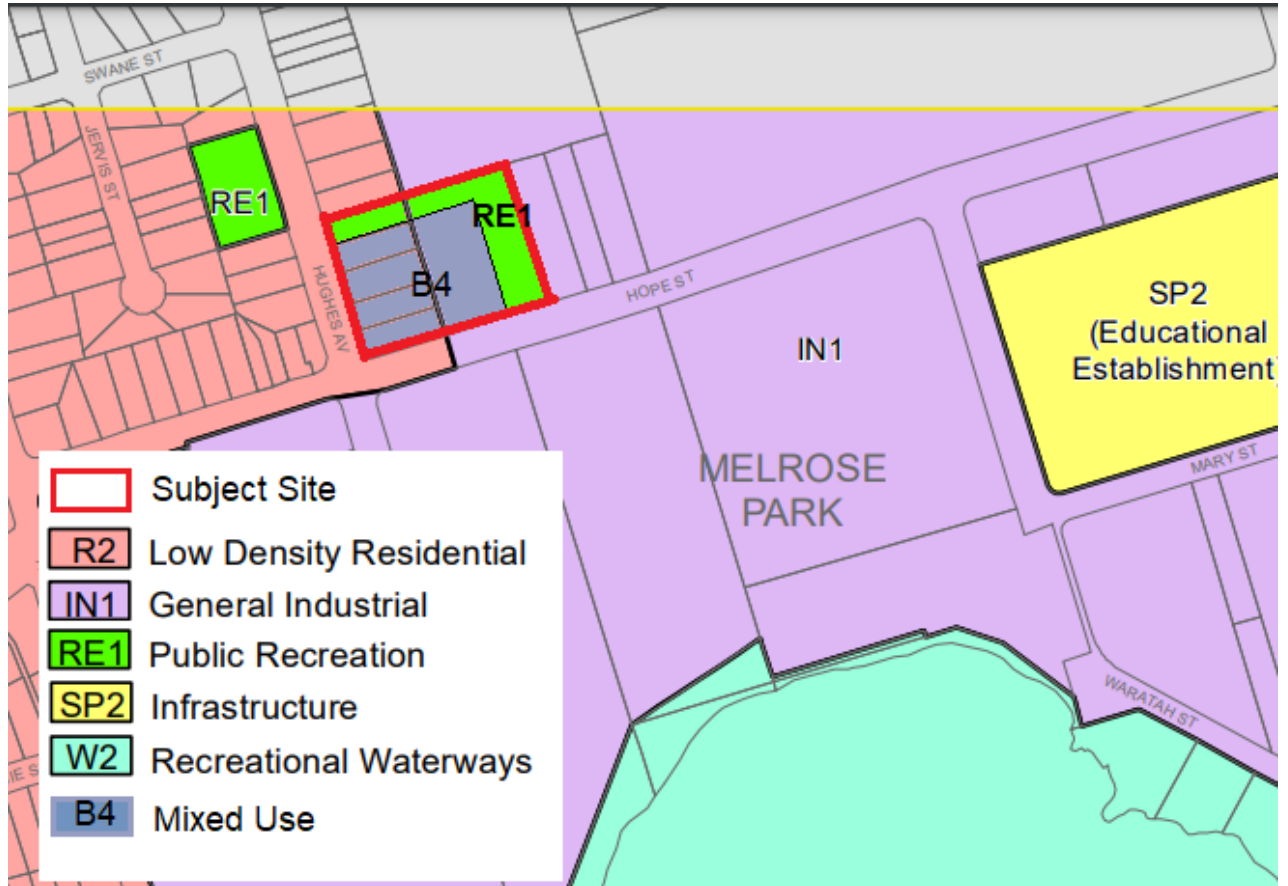 SWANE ST
JERVIS ST
RE1
RE1
HUGHES AV
B4
HOPE ST
IN1
SP2
(Educational
Establishment)
MELROSE
PARK
MARY ST
WARATAH ST
Subject Site
R2 Low Density Residential
IN1 General Industrial
RE1 Public Recreation
SP2 Infrastructure
W2 Recreational Waterways
B4 Mixed Use